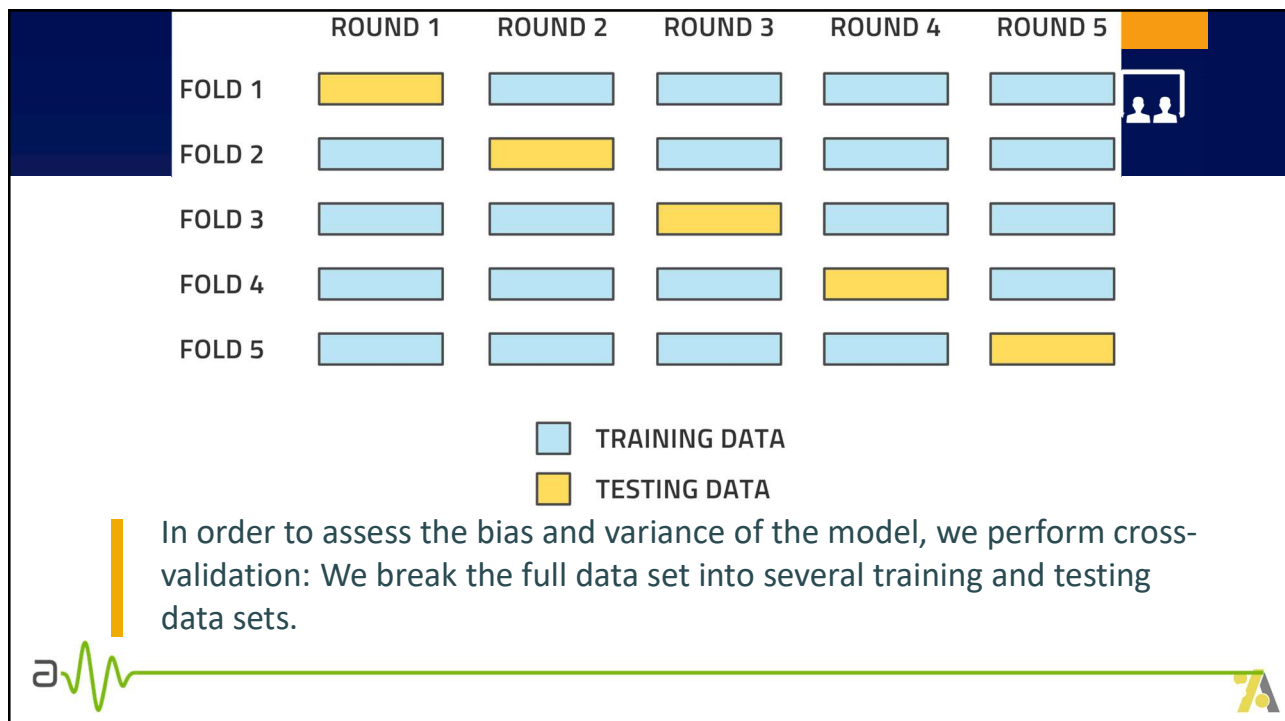 ROUND 1 ROUND 2 ROUND 3 ROUND 4 ROUND 5
FOLD 1
FOLD 2
FOLD 3
FOLD 4
FOLD 5
TRAINING DATA
TESTING DATA
In order to assess the bias and variance of the model, we perform cross-
validation: We break the full data set into several training and testing
data sets.